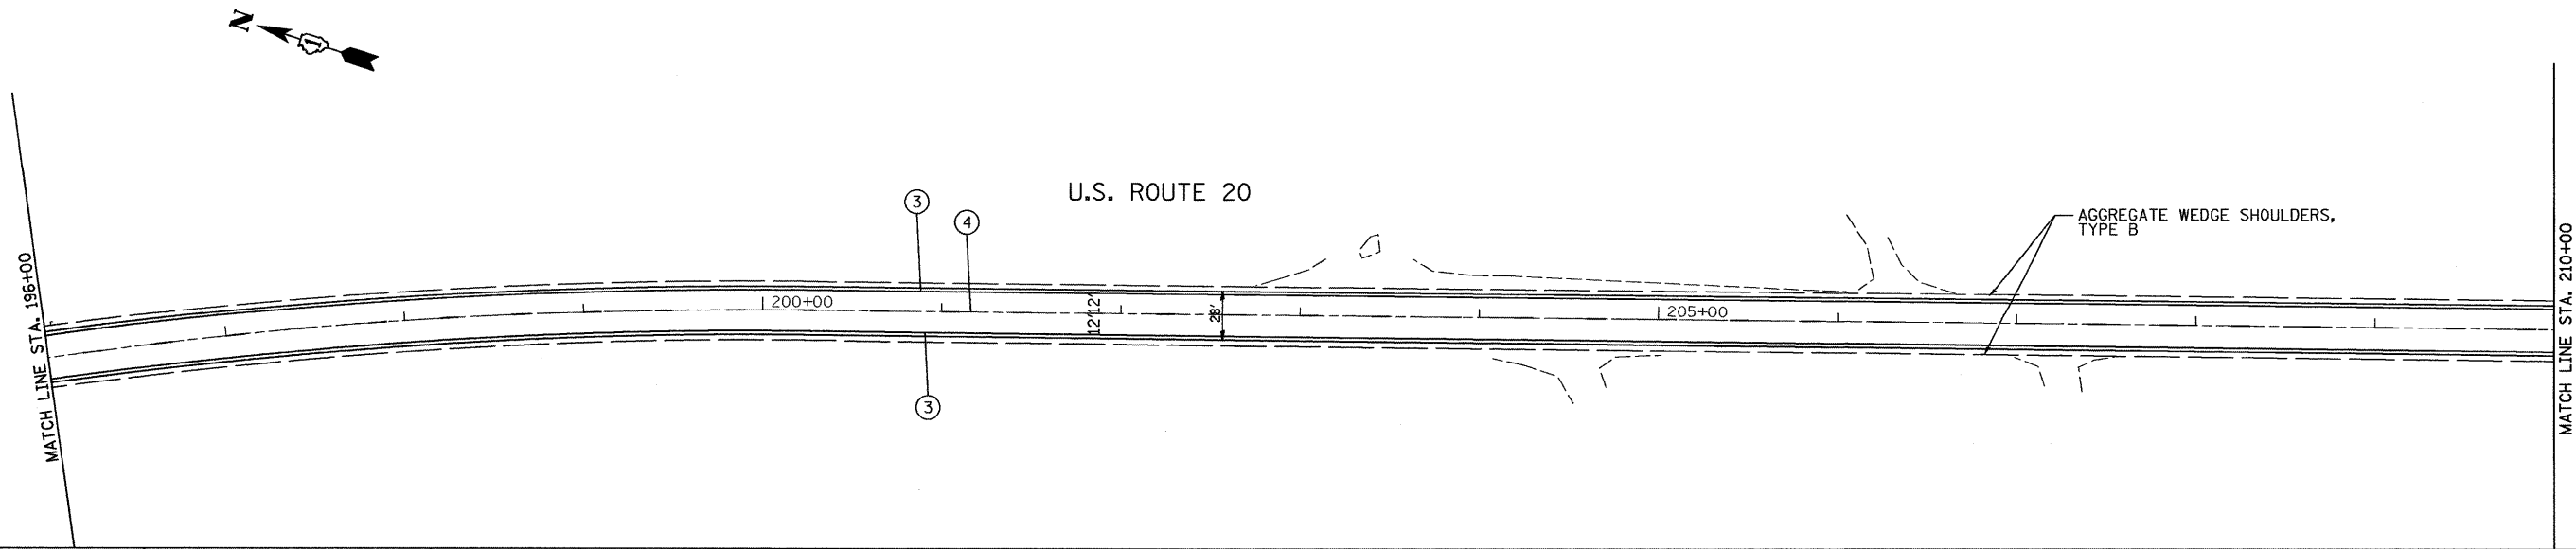 N
1
U.S. ROUTE 20
3
4
AGGREGATE WEDGE SHOULDERS,
TYPE B
MATCH LINE STA. 196+00
200+00
12'
12'
28'
205+00
MATCH LINE STA. 210+00
3